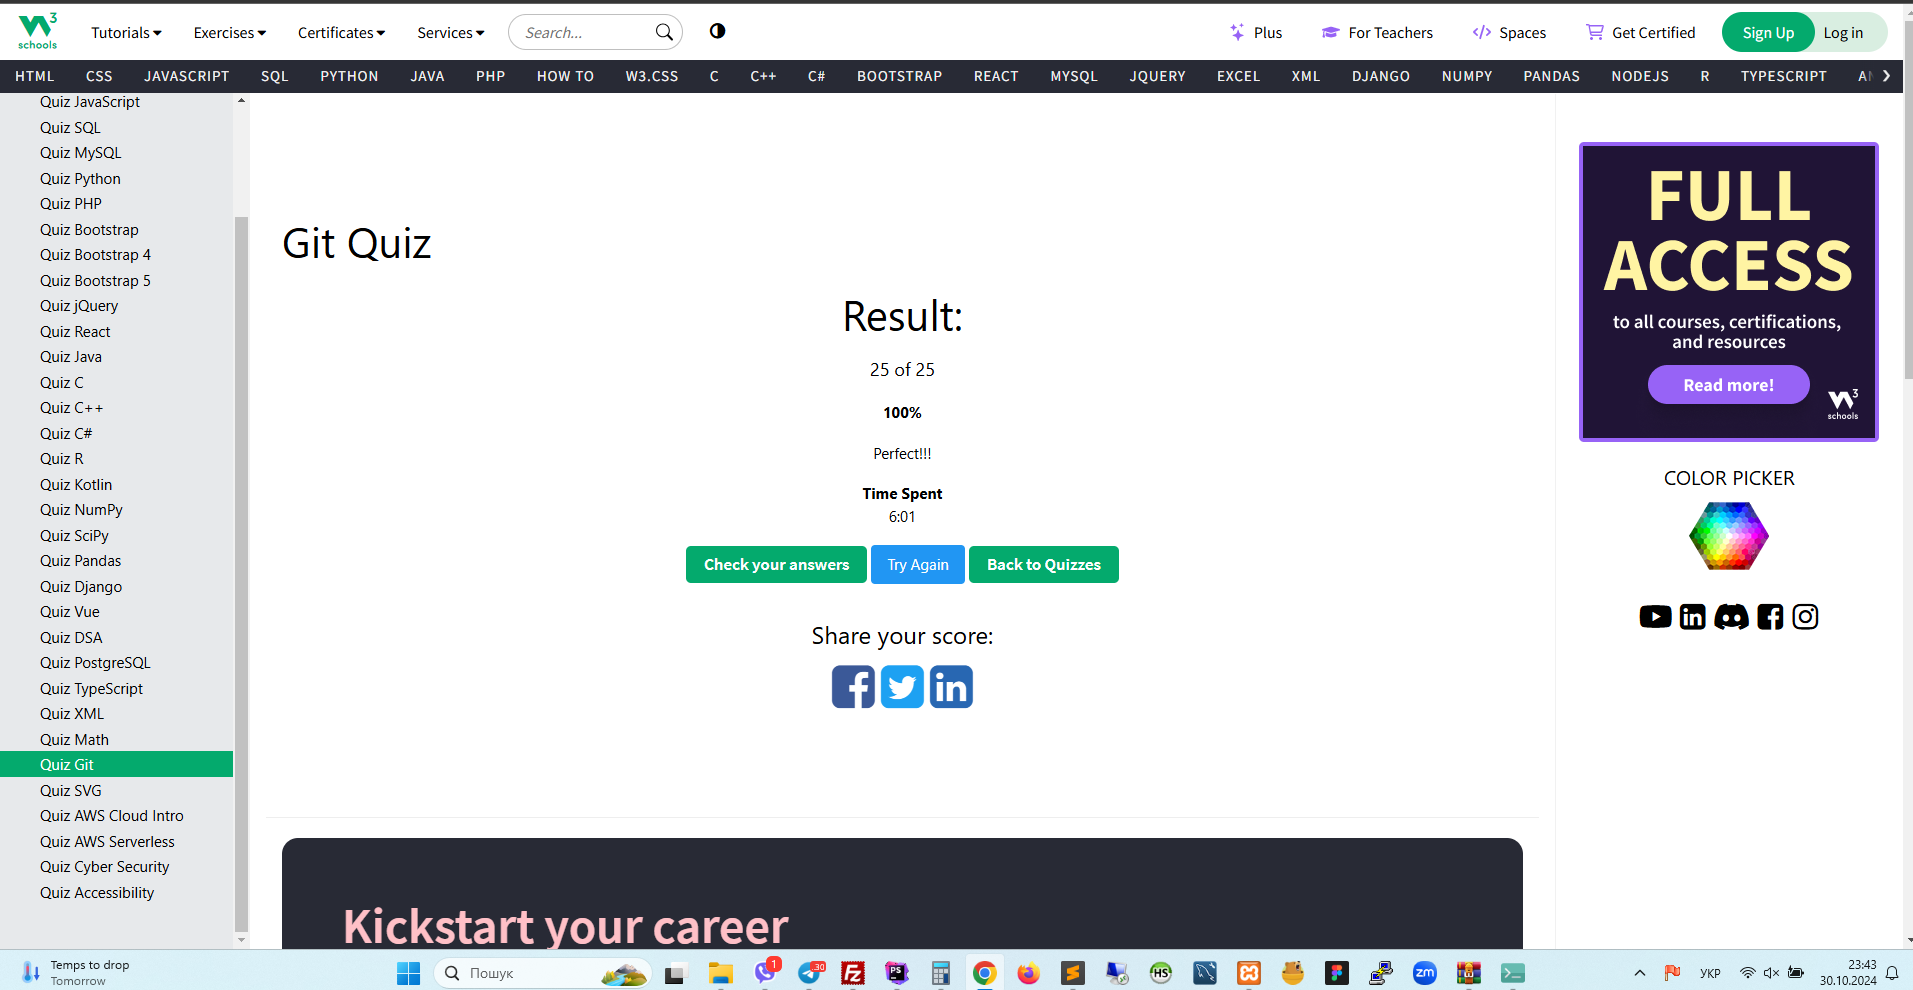 3
schools
Tutorials
Exercises
Certificates
Services
Search...
Plus
For Teachers
Spaces
Get Certified
Sign Up
Log in
HTML CSS JAVASCRIPT SQL PYTHON JAVA PHP HOW TO W3.CSS C C++ C# BOOTSTRAP REACT MYSQL JQUERY EXCEL XML DJANGO NUMPY PANDAS NODEJS R TYPESCRIPT
Quiz JavaScript
Quiz SQL
Quiz MySQL
Quiz Python
Quiz PHP
Quiz Bootstrap
Quiz Bootstrap 4
Quiz Bootstrap 5
Quiz jQuery
Quiz React
Quiz Java
Quiz C
Quiz C++
Quiz C#
Quiz R
Quiz Kotlin
Quiz NumPy
Quiz SciPy
Quiz Pandas
Quiz Django
Quiz Vue
Quiz DSA
Quiz PostgreSQL
Quiz TypeScript
Quiz XML
Quiz Math
Quiz Git
Quiz SVG
Quiz AWS Cloud Intro
Quiz AWS Serverless
Quiz Cyber Security
Quiz Accessibility
Git Quiz
Result:
25 of 25
100%
Perfect!!!
Time Spent
6:01
Check your answers
Try Again
Back to Quizzes
Share your score:
Kickstart your career
FULL
ACCESS
to all courses, certifications,
and resources
Read more!
3
schools
COLOR PICKER
Temps to drop
Tomorrow
Пошук
1
30
PS
HS
zm
УКР
23:43
30.10.2024